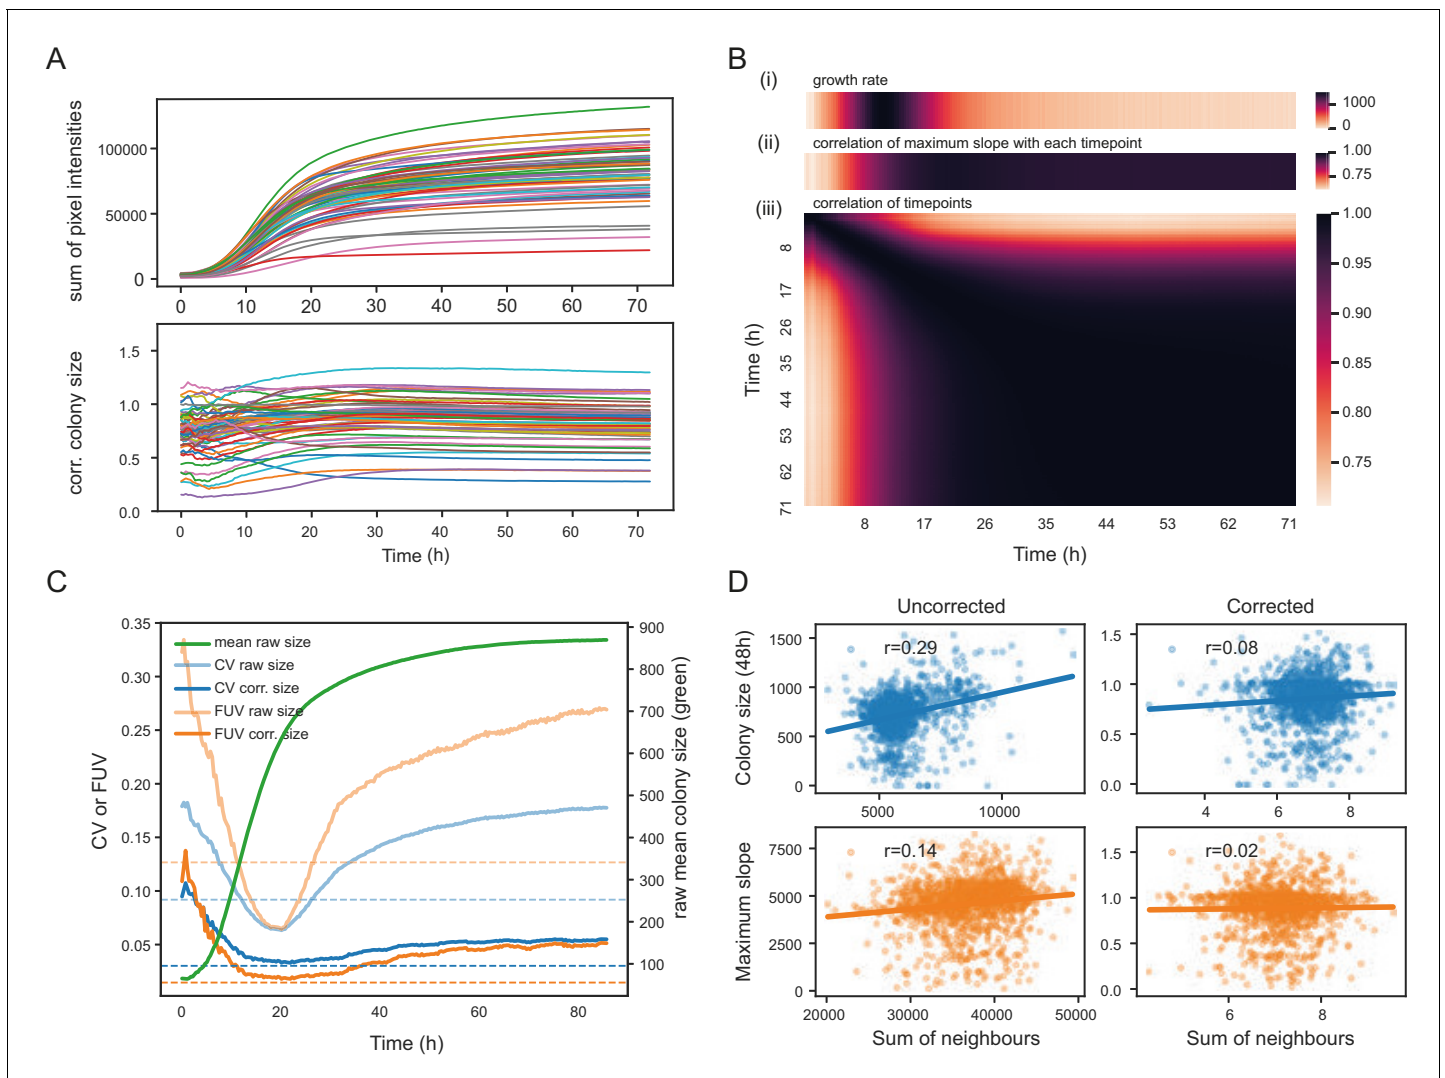 A
sum of pixel intensities
100000
50000
0
0 10 20 30 40 50 60 70
corr. colony size
1.5
1.0
0.5
0.0
0 10 20 30 40 50 60 70
Time (h)
B
(i) growth rate
1000
0
(ii) correlation of maximum slope with each timepoint
1.00
0.75
(iii) correlation of timepoints
Time (h)
8
17
26
35
44
53
62
71
8 17 26 35 44 53 62 71
Time (h)
1.00
0.95
0.90
0.85
0.80
0.75
C
CV or FUV
0.35
0.30
0.25
0.20
0.15
0.10
0.05
mean raw size
CV raw size
CV corr. size
FUV raw size
FUV corr. size
900
800
700
600
500
400
300
200
100
raw mean colony size (green)
0 20 40 60 80
Time (h)
D
Uncorrected
Corrected
Colony size (48h)
1500
1000
500
0
r=0.29
5000 10000
1.5
1.0
0.5
0.0
r=0.08
4 6 8
Maximum slope
7500
5000
2500
0
r=0.14
20000 30000 40000 50000
Sum of neighbours
1.5
1.0
0.5
0.0
r=0.02
6 8
Sum of neighbours